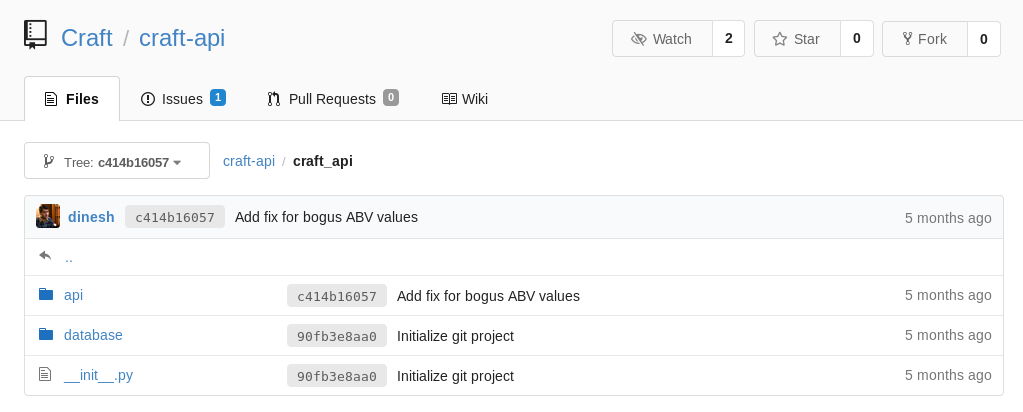 Craft / craft-api Watch 2 Star 0 Fork 0
Files Issues 1 Pull Requests 0 Wiki
Tree: c414b16057 craft-api / craft_api
dinesh c414b16057 Add fix for bogus ABV values 5 months ago
..
api c414b16057 Add fix for bogus ABV values 5 months ago
database 90fb3e8aa0 Initialize git project 5 months ago
__init__.py 90fb3e8aa0 Initialize git project 5 months ago